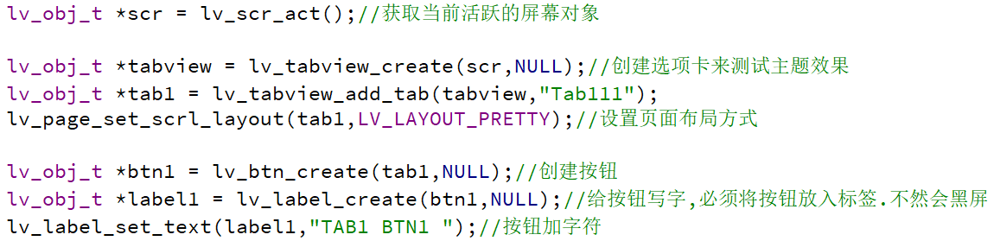 lv_obj_t *scr = lv_scr_act();//获取当前活跃的屏幕对象
lv_obj_t *tabview = lv_tabview_create(scr,NULL);//创建选项卡来测试主题效果
lv_obj_t *tab1 = lv_tabview_add_tab(tabview,"Tab111");
lv_page_set_scrl_layout(tab1,LV_LAYOUT_PRETTY);//设置页面布局方式
lv_obj_t *btn1 = lv_btn_create(tab1,NULL);//创建按钮
lv_obj_t *label1 = lv_label_create(btn1,NULL);//给按钮写字,必须将按钮放入标签.不然会黑屏
lv_label_set_text(label1,"TAB1 BTN1 ");//按钮加字符